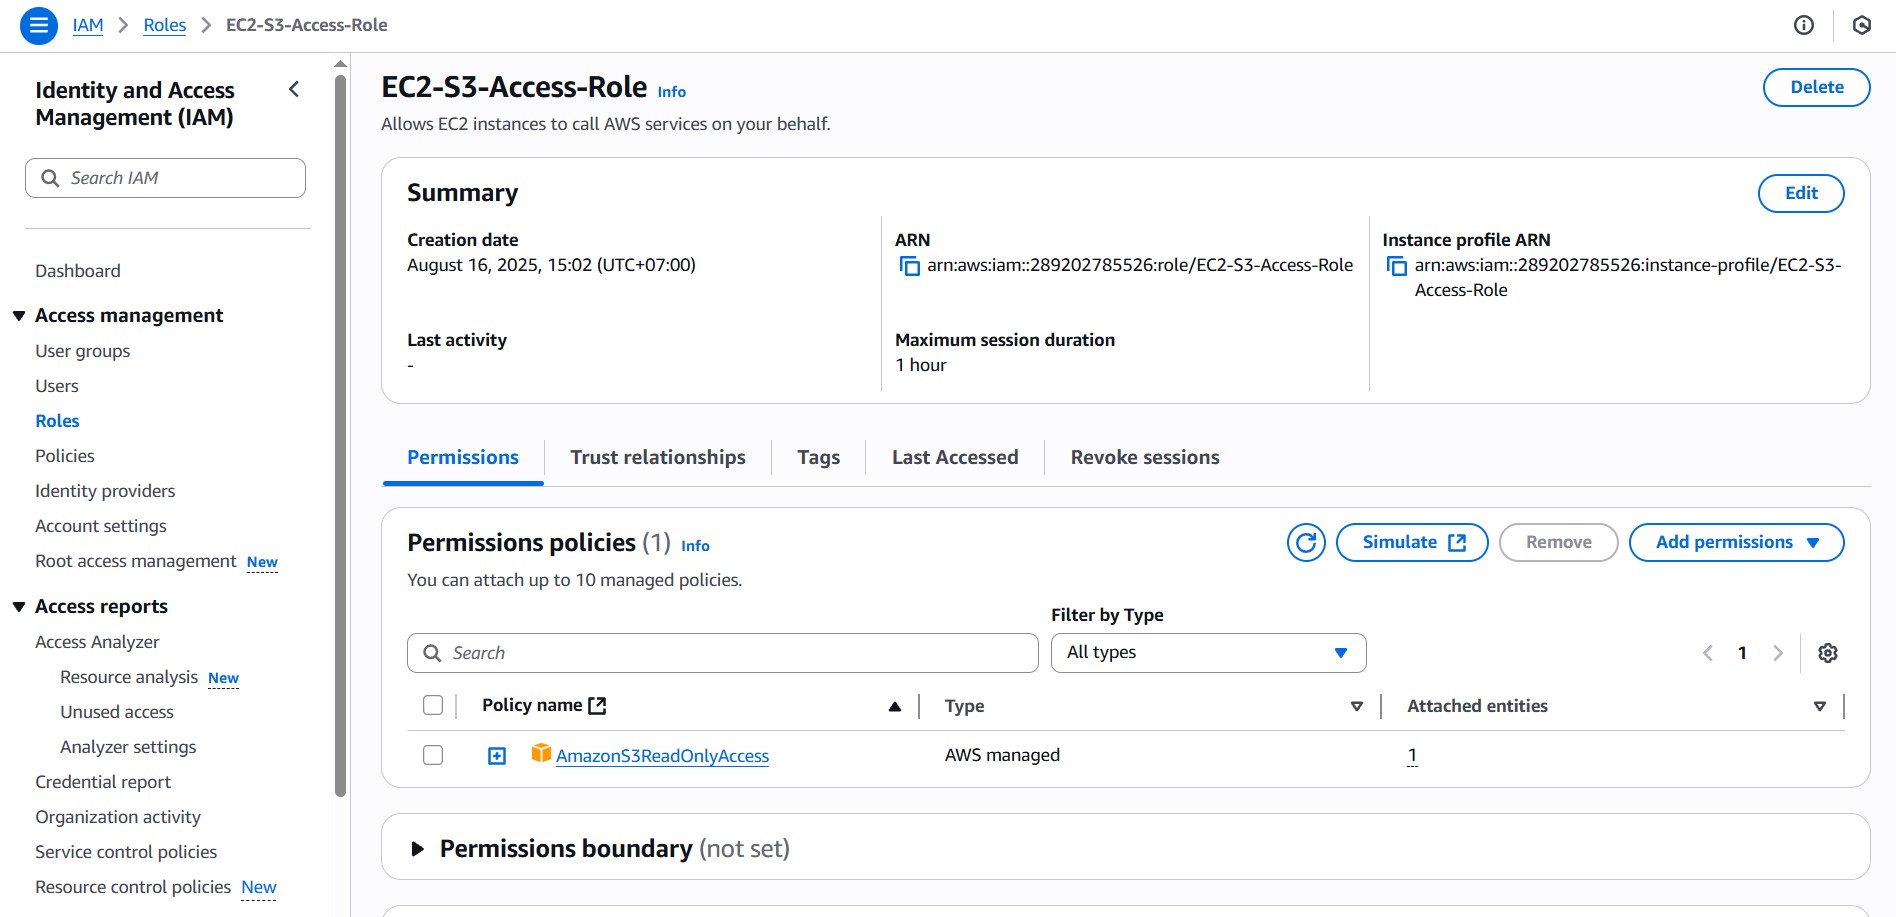 IAM > Roles > EC2-S3-Access-Role
Identity and Access
Management (IAM)
Search IAM
Dashboard
Access management
User groups
Users
Roles
Policies
Identity providers
Account settings
Root access management New
Access reports
Access Analyzer
Resource analysis New
Unused access
Analyzer settings
Credential report
Organization activity
Service control policies
Resource control policies New
EC2-S3-Access-Role Info
Delete
Allows EC2 instances to call AWS services on your behalf.
Summary
Edit
Creation date
August 16, 2025, 15:02 (UTC+07:00)
ARN
arn:aws:iam::289202785526:role/EC2-S3-Access-Role
Instance profile ARN
arn:aws:iam::289202785526:instance-profile/EC2-S3-
Access-Role
Last activity
-
Maximum session duration
1 hour
Permissions Trust relationships Tags Last Accessed Revoke sessions
Permissions policies (1) Info
Simulate Remove Add permissions
You can attach up to 10 managed policies.
Filter by Type
Search
All types
1
Policy name Type Attached entities
AmazonS3ReadOnlyAccess AWS managed 1
Permissions boundary (not set)